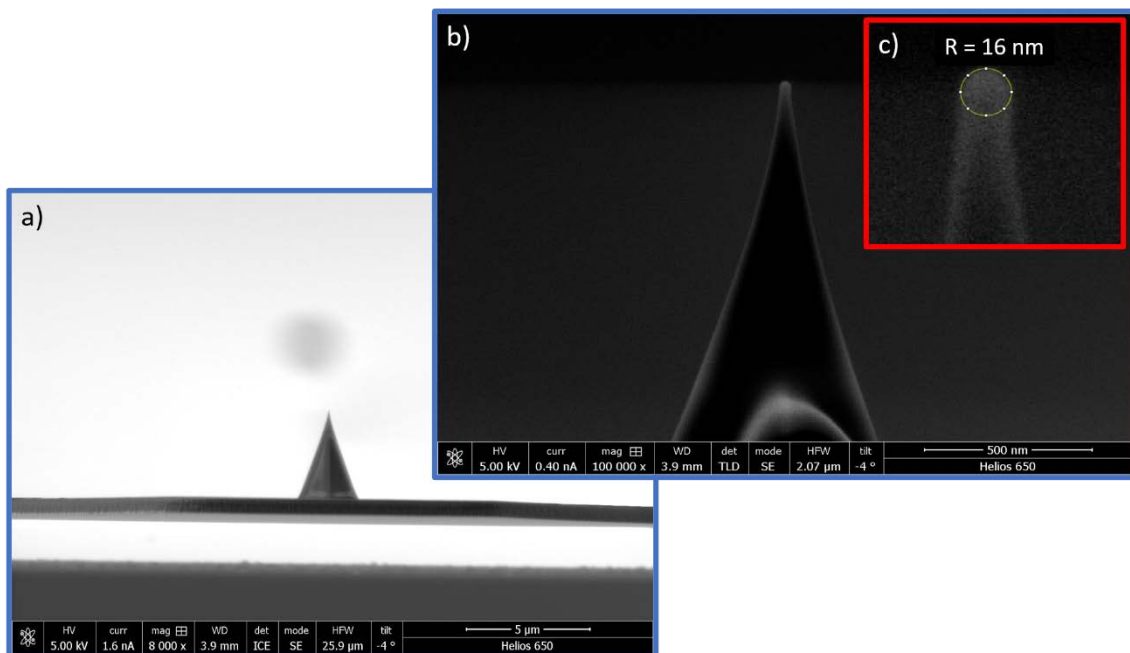 a)
HV curr mag WD det mode HFW tilt 5 µm
5.00 kV 1.6 nA 8 000 x 3.9 mm ICE SE 25.9 µm -4 ° Helios 650
b)
HV curr mag WD det mode HFW tilt 500 nm
5.00 kV 0.40 nA 100 000 x 3.9 mm TLD SE 2.07 µm -4 ° Helios 650
c)
R = 16 nm